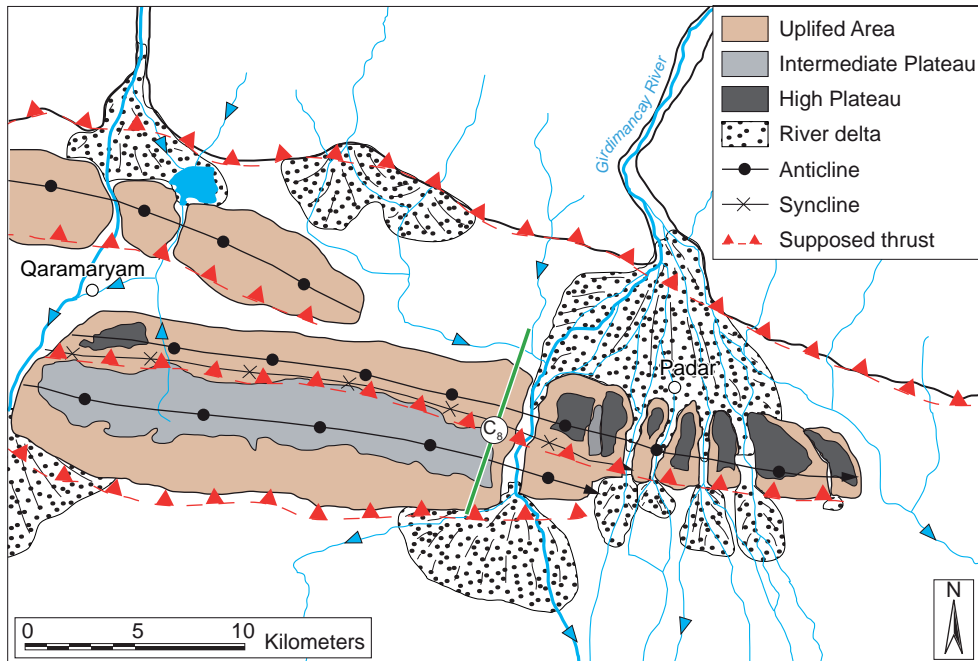 Uplifed Area
Intermediate Plateau
High Plateau
River delta
Anticline
Syncline
Supposed thrust
Girdimancay River
Qaramaryam
Padar
C8
0 5 10
Kilometers
N